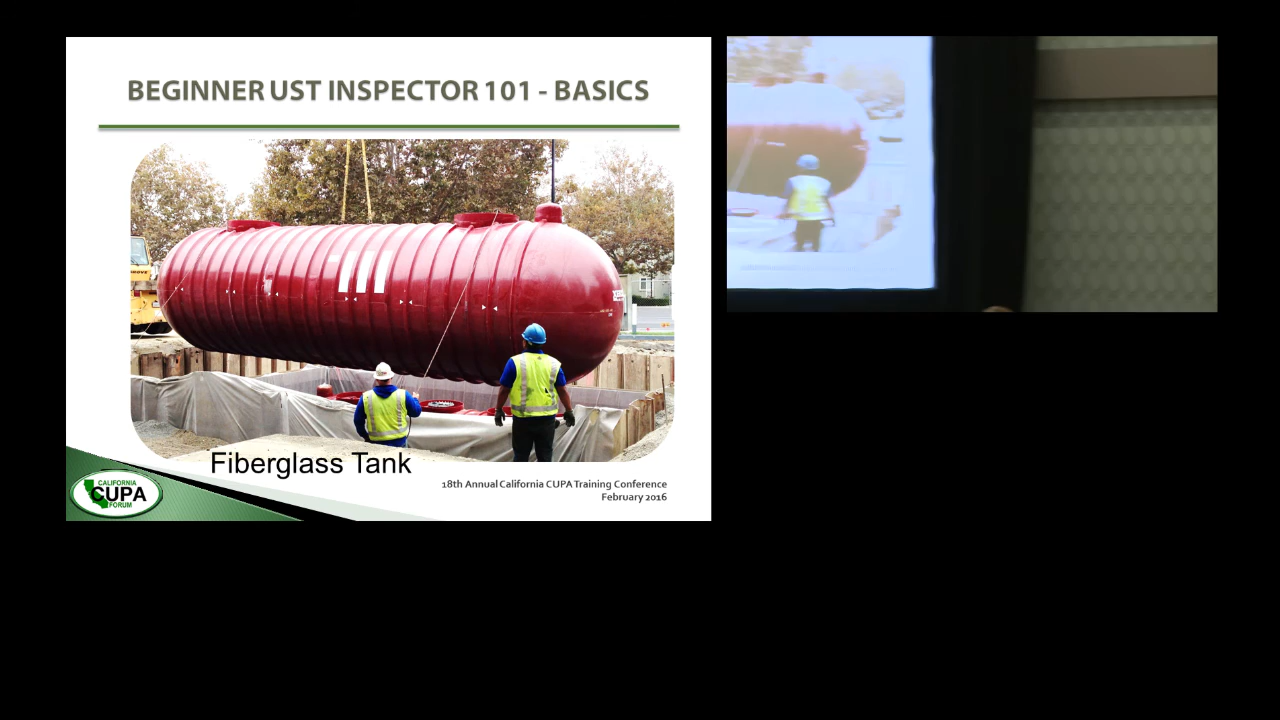 BEGINNER UST INSPECTOR 101 - BASICS
Fiberglass Tank
18th Annual California CUPA Training Conference
February 2016
CALIFORNIA
CUPA
FORUM